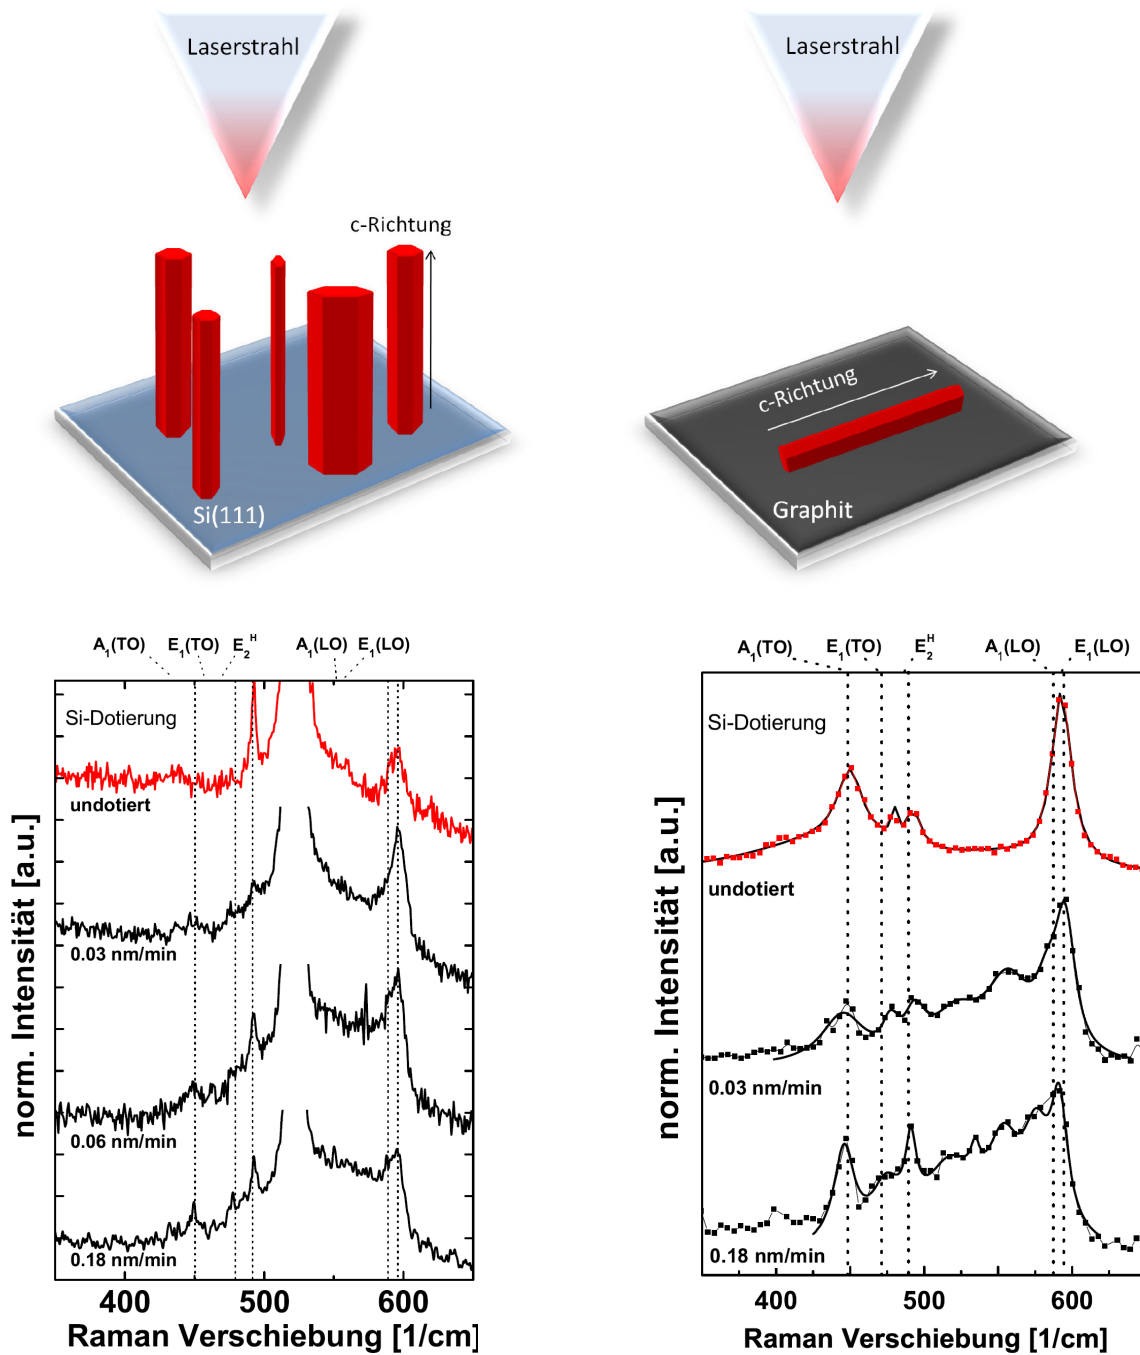 Laserstrahl
c-Richtung
Si(111)
Laserstrahl
c-Richtung
Graphit
A₁(TO) E₁(TO) E₂ᴴ A₁(LO) E₁(LO)
Si-Dotierung
undotiert
0.03 nm/min
0.06 nm/min
0.18 nm/min
norm. Intensität [a.u.]
400 500 600
Raman Verschiebung [1/cm]
A₁(TO) E₁(TO) E₂ᴴ A₁(LO) E₁(LO)
Si-Dotierung
undotiert
0.03 nm/min
0.18 nm/min
norm. Intensität [a.u.]
400 500 600
Raman Verschiebung [1/cm]